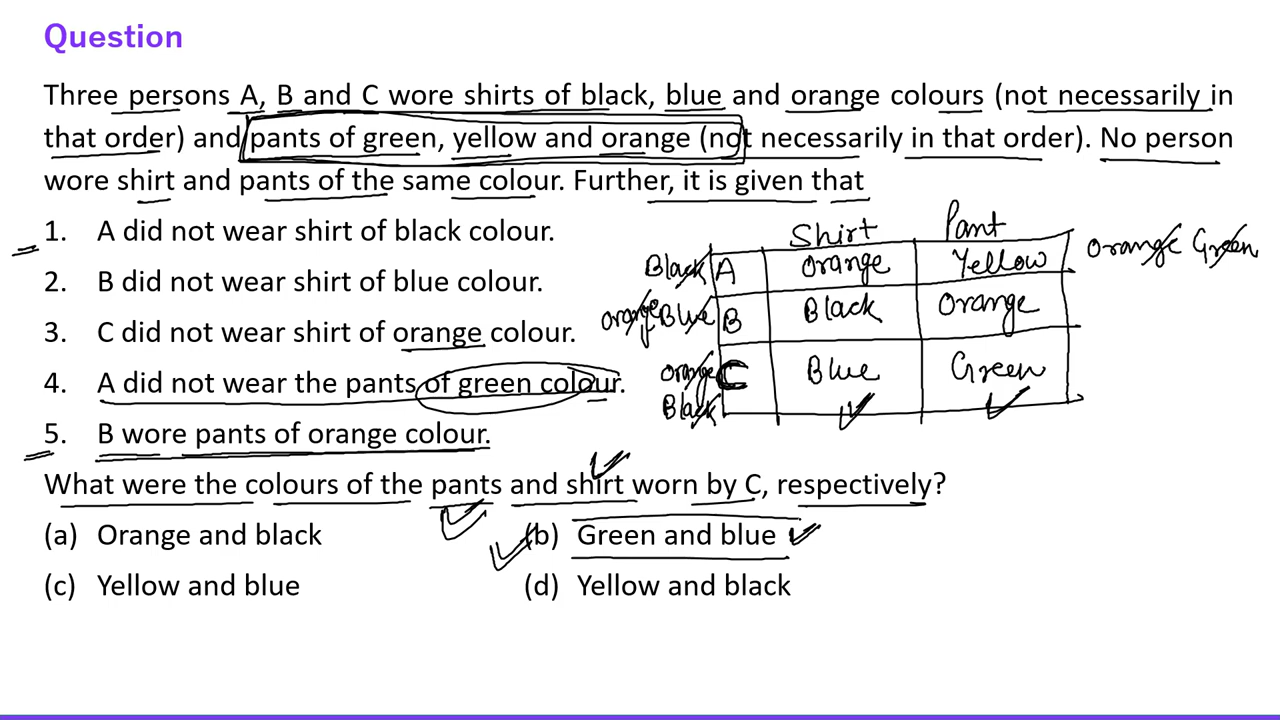 Question
Three persons A, B and C wore shirts of black, blue and orange colours (not necessarily in
that order) and pants of green, yellow and orange (not necessarily in that order). No person
wore shirt and pants of the same colour. Further, it is given that
1. A did not wear shirt of black colour.
2. B did not wear shirt of blue colour.
3. C did not wear shirt of orange colour.
4. A did not wear the pants of green colour.
5. B wore pants of orange colour.
Shirt Pant
Black A Orange Yellow Orange Green
Orange Blue B Black Orange
Orange C Blue Green
Black
What were the colours of the pants and shirt worn by C, respectively?
(a) Orange and black (b) Green and blue
(c) Yellow and blue (d) Yellow and black